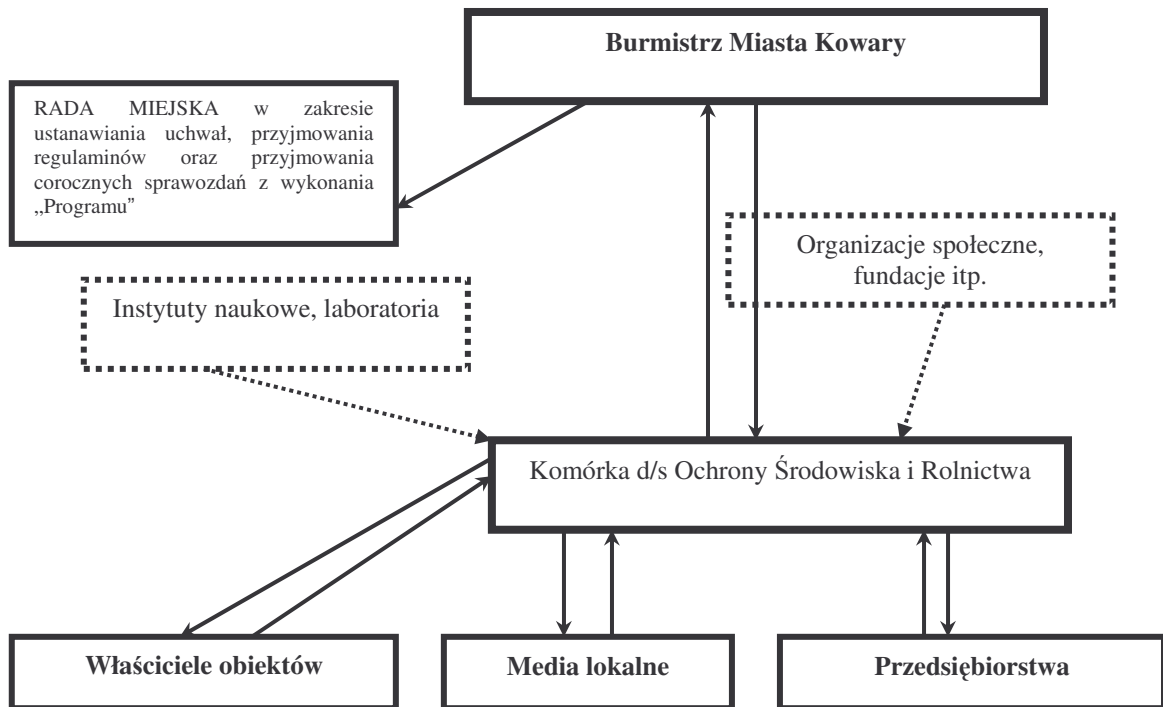 Burmistrz Miasta Kowary
RADA MIEJSKA w zakresie
ustanawiania uchwał, przyjmowania
regulaminów oraz przyjmowania
corocznych sprawozdań z wykonania
„Programu”
Organizacje społeczne,
fundacje itp.
Instytuty naukowe, laboratoria
Komórka d/s Ochrony Środowiska i Rolnictwa
Właściciele obiektów
Media lokalne
Przedsiębiorstwa